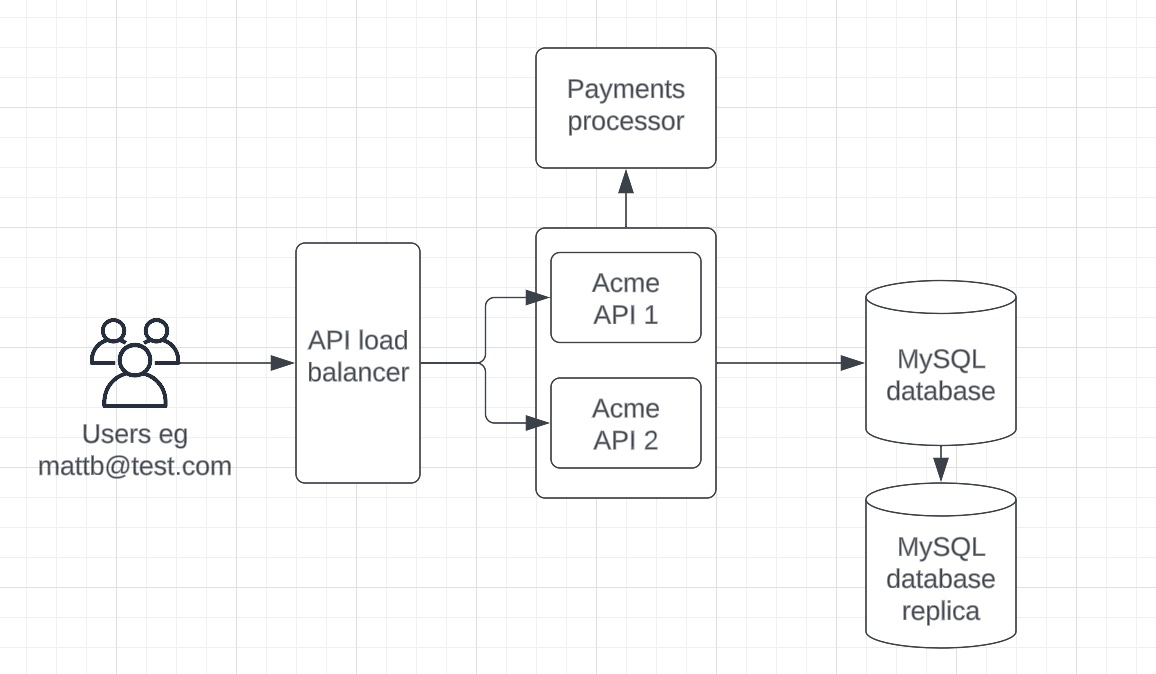 Payments
processor
Acme
API 1
API load
balancer
Acme
API 2
MySQL
database
Users eg
mattb@test.com
MySQL
database
replica